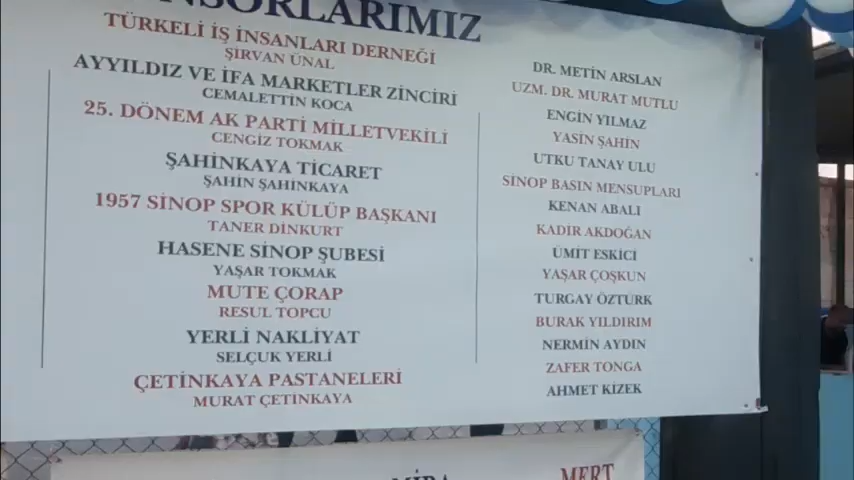 NSORLARIMIZ
TÜRKELİ İŞ İNSANLARI DERNEĞİ
ŞIRVAN ÜNAL
AYYILDIZ VE İFA MARKETLER ZİNCİRİ
CEMALETTİN KOCA
25. DÖNEM AK PARTİ MİLLETVEKİLİ
CENGİZ TOKMAK
ŞAHİNKAYA TİCARET
ŞAHİN ŞAHİNKAYA
1957 SİNOP SPOR KÜLÜP BAŞKANI
TANER DİNKURT
HASENE SİNOP ŞUBESİ
YAŞAR TOKMAK
MUTE ÇORAP
RESUL TOPCU
YERLİ NAKLİYAT
SELÇUK YERLİ
ÇETİNKAYA PASTANELERİ
MURAT ÇETİNKAYA
DR. METİN ARSLAN
UZM. DR. MURAT MUTLU
ENGİN YILMAZ
YASİN ŞAHİN
UTKU TANAY ULU
SİNOP BASIN MENSUPLARI
KENAN ABALI
KADİR AKDOĞAN
ÜMİT ESKİCİ
YAŞAR ÇOŞKUN
TURGAY ÖZTÜRK
BURAK YILDIRIM
NERMİN AYDIN
ZAFER TONGA
AHMET KIZEK
MERT